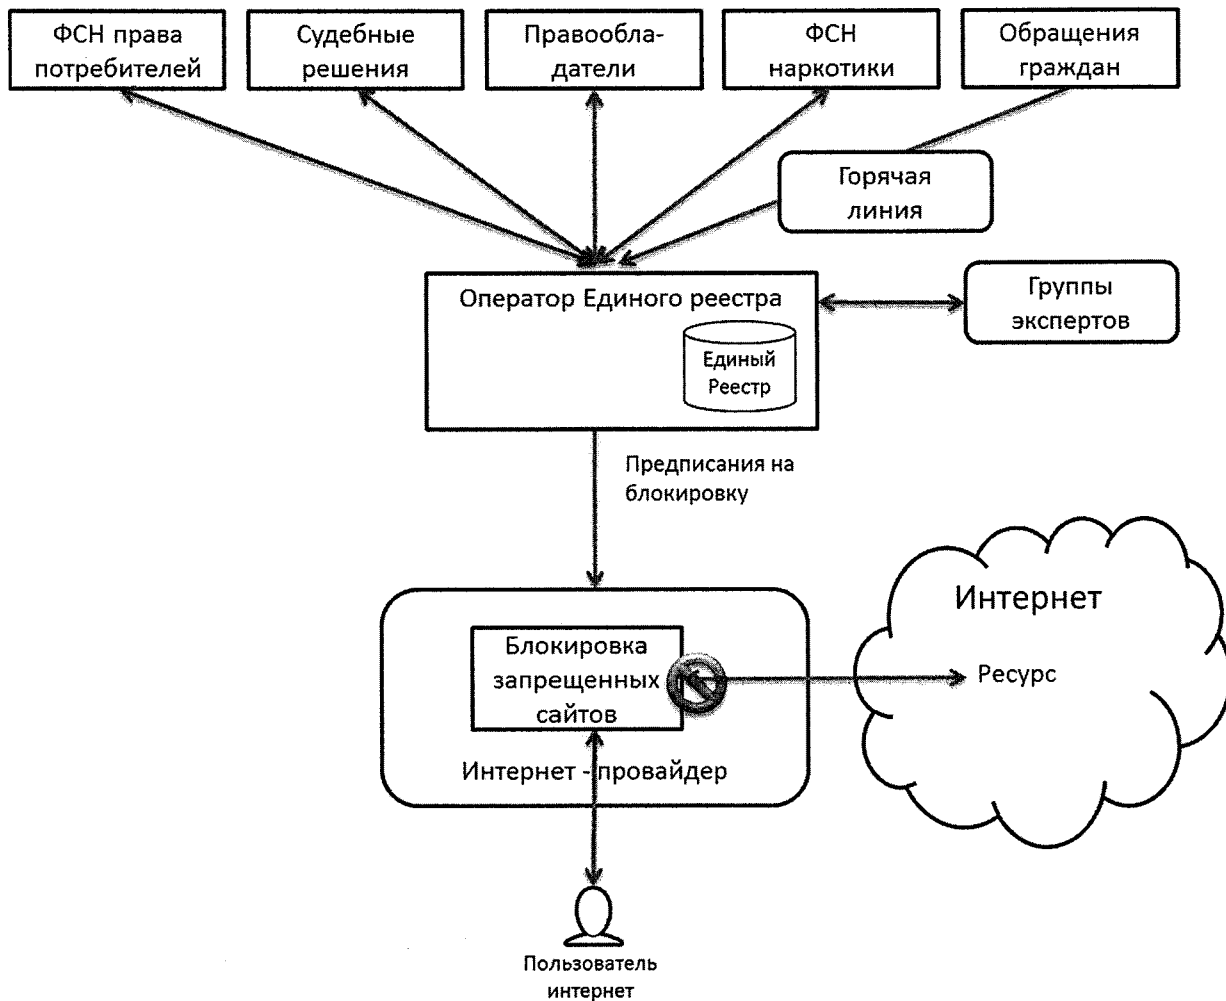 ФСН права
потребителей
Судебные
решения
Правообла-
датели
ФСН
наркотики
Обращения
граждан
Горячая
линия
Оператор Единого реестра
Группы
экспертов
Единый
Реестр
Предписания на
блокировку
Интернет
Блокировка
запрещенных
сайтов
Ресурс
Интернет - провайдер
Пользователь
интернет